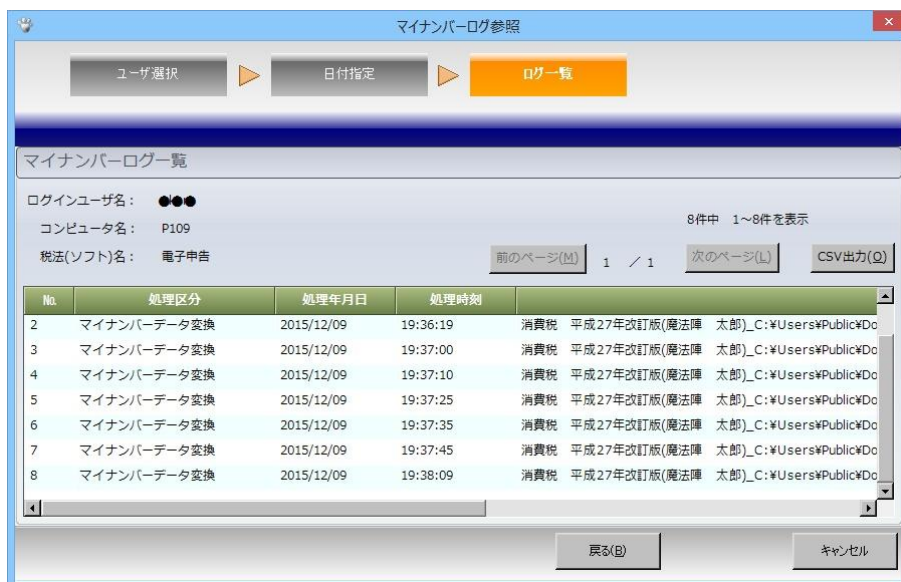 マイナンバーログ参照
ユーザ選択 日付指定 ログ一覧
マイナンバーログ一覧
ログインユーザ名： ●●●
コンピュータ名： P109
税法(ソフト)名： 電子申告
8件中 1～8件を表示
前のページ(M) 1 ／ 1 次のページ(L) CSV出力(O)
No. 処理区分 処理年月日 処理時刻
2 マイナンバーデータ変換 2015/12/09 19:36:19 消費税 平成27年改訂版(魔法陣 太郎)_C:¥Users¥Public¥Do
3 マイナンバーデータ変換 2015/12/09 19:37:00 消費税 平成27年改訂版(魔法陣 太郎)_C:¥Users¥Public¥Do
4 マイナンバーデータ変換 2015/12/09 19:37:10 消費税 平成27年改訂版(魔法陣 太郎)_C:¥Users¥Public¥Do
5 マイナンバーデータ変換 2015/12/09 19:37:25 消費税 平成27年改訂版(魔法陣 太郎)_C:¥Users¥Public¥Do
6 マイナンバーデータ変換 2015/12/09 19:37:35 消費税 平成27年改訂版(魔法陣 太郎)_C:¥Users¥Public¥Do
7 マイナンバーデータ変換 2015/12/09 19:37:45 消費税 平成27年改訂版(魔法陣 太郎)_C:¥Users¥Public¥Do
8 マイナンバーデータ変換 2015/12/09 19:38:09 消費税 平成27年改訂版(魔法陣 太郎)_C:¥Users¥Public¥Do
戻る(B) キャンセル